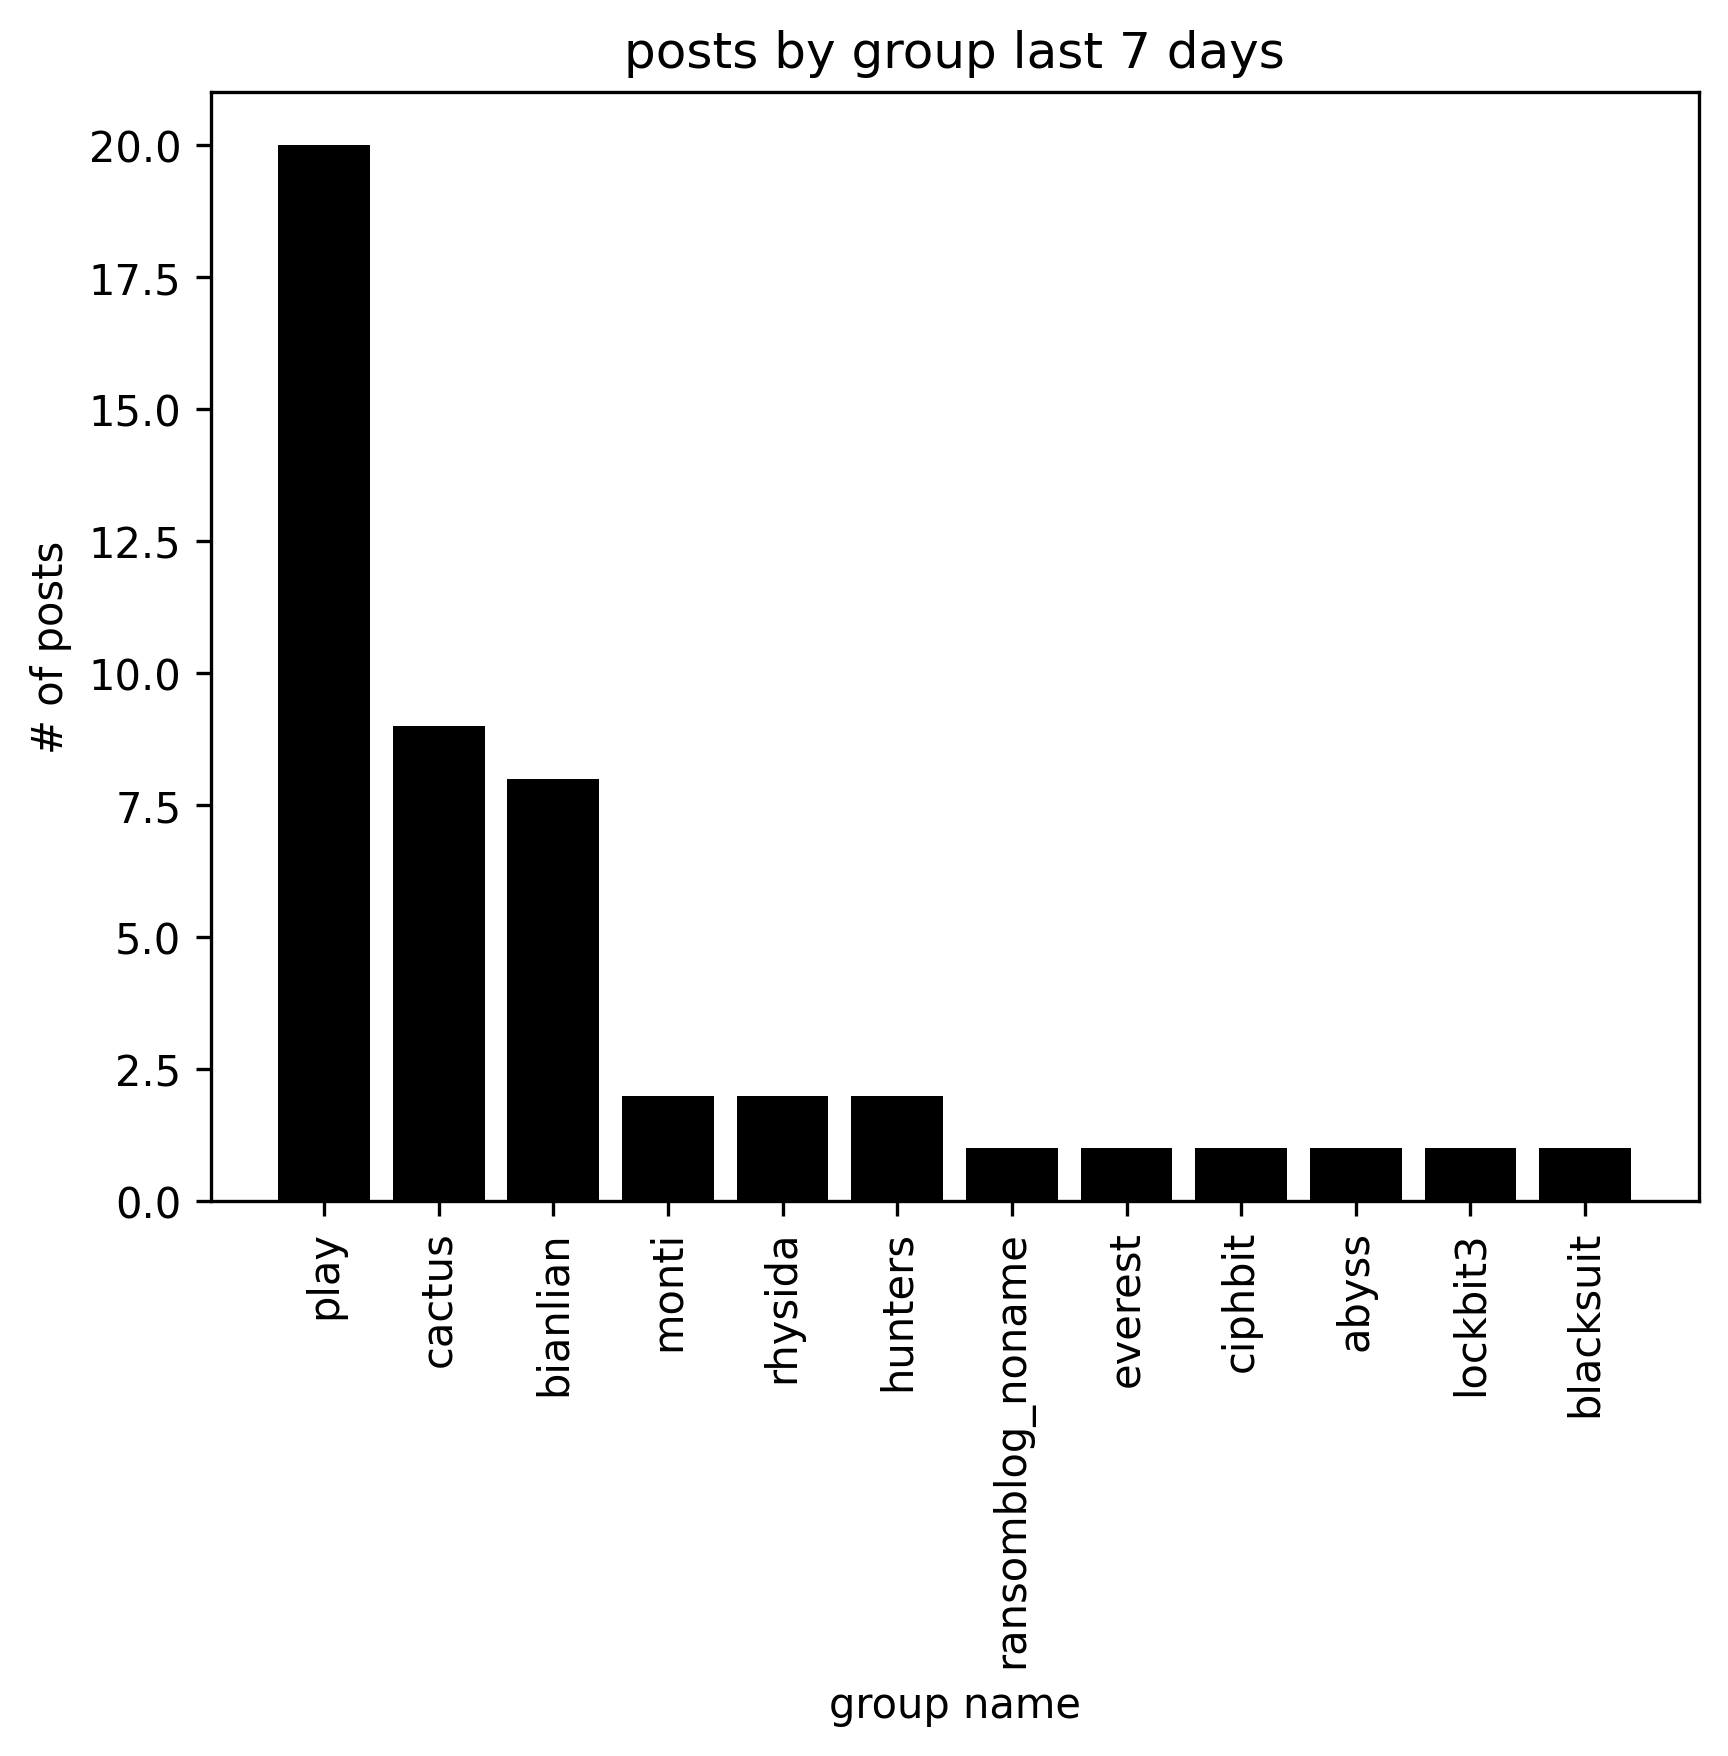 posts by group last 7 days
# of posts
20.0
17.5
15.0
12.5
10.0
7.5
5.0
2.5
0.0
play
cactus
bianlian
monti
rhysida
hunters
ransomblog_noname
everest
ciphbit
abyss
lockbit3
blacksuit
group name